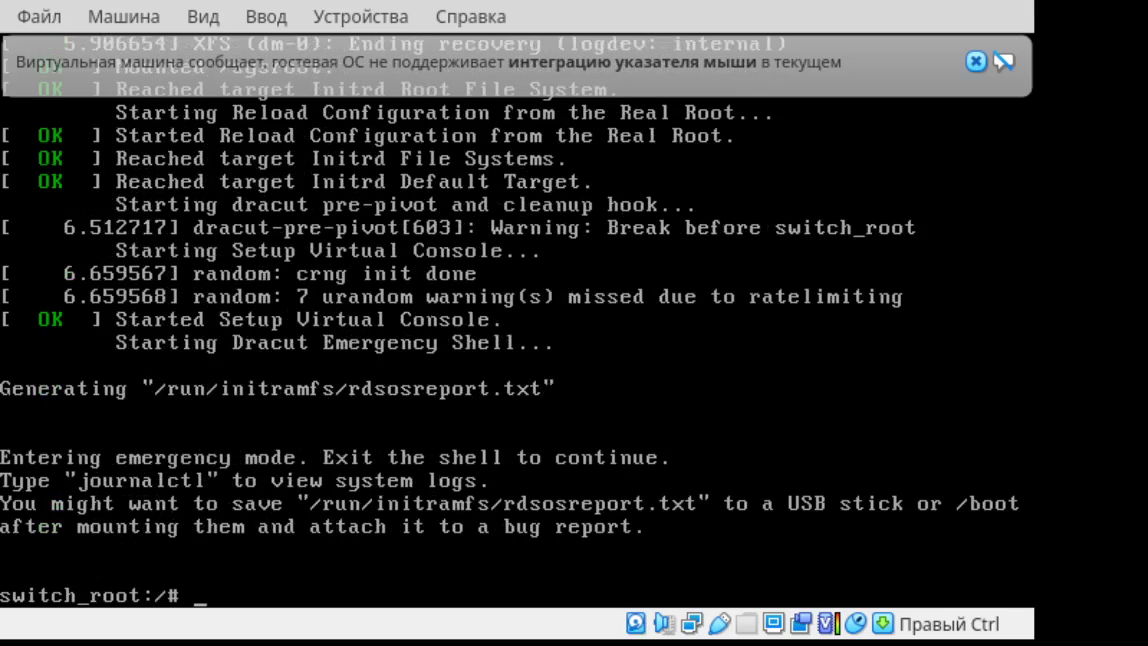 Файл Машина Вид Ввод Устройства Справка
[ 5.906654] XFS (dm-0): Ending recovery (logdev: internal)
Виртуальная машина сообщает, гостевая ОС не поддерживает интеграцию указателя мыши в текущем
[ OK ] Mounted /sysroot.
[ OK ] Reached target Initrd Root File System.
Starting Reload Configuration from the Real Root...
[ OK ] Started Reload Configuration from the Real Root.
[ OK ] Reached target Initrd File Systems.
[ OK ] Reached target Initrd Default Target.
Starting dracut pre-pivot and cleanup hook...
[ 6.512717] dracut-pre-pivot[603]: Warning: Break before switch_root
Starting Setup Virtual Console...
[ 6.659567] random: crng init done
[ 6.659568] random: 7 urandom warning(s) missed due to ratelimiting
[ OK ] Started Setup Virtual Console.
Starting Dracut Emergency Shell...
Generating "/run/initramfs/rdsosreport.txt"
Entering emergency mode. Exit the shell to continue.
Type "journalctl" to view system logs.
You might want to save "/run/initramfs/rdsosreport.txt" to a USB stick or /boot
after mounting them and attach it to a bug report.
switch_root:/# _
Правый Ctrl